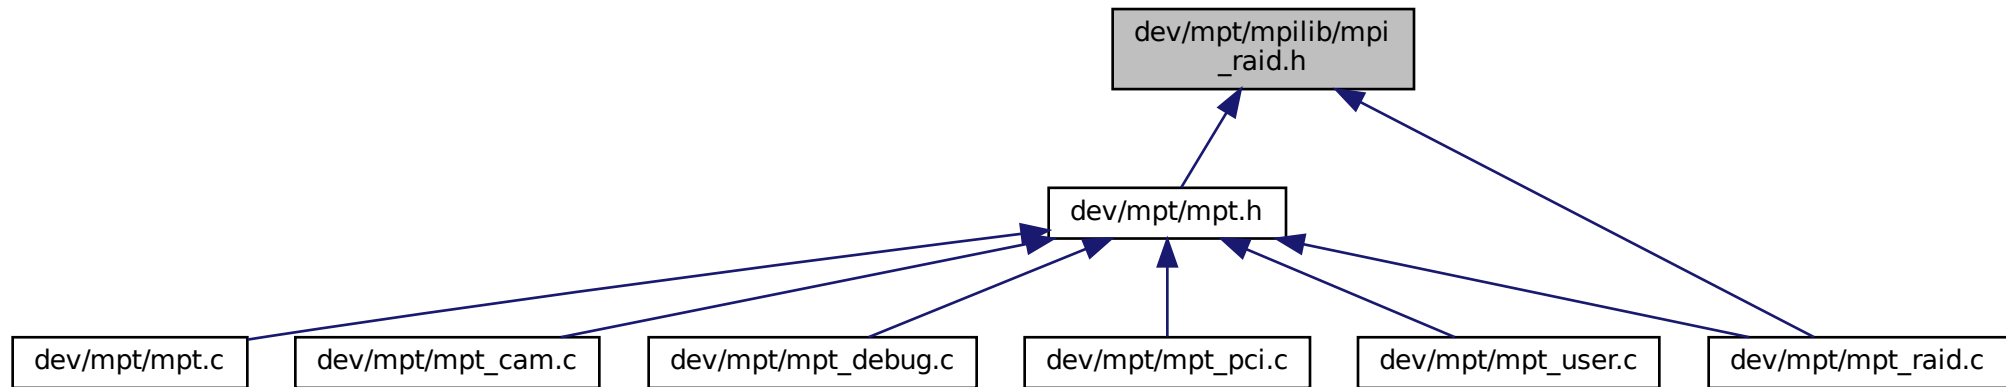 dev/mpt/mpilib/mpi
_raid.h
dev/mpt/mpt.h
dev/mpt/mpt.c
dev/mpt/mpt_cam.c
dev/mpt/mpt_debug.c
dev/mpt/mpt_pci.c
dev/mpt/mpt_user.c
dev/mpt/mpt_raid.c